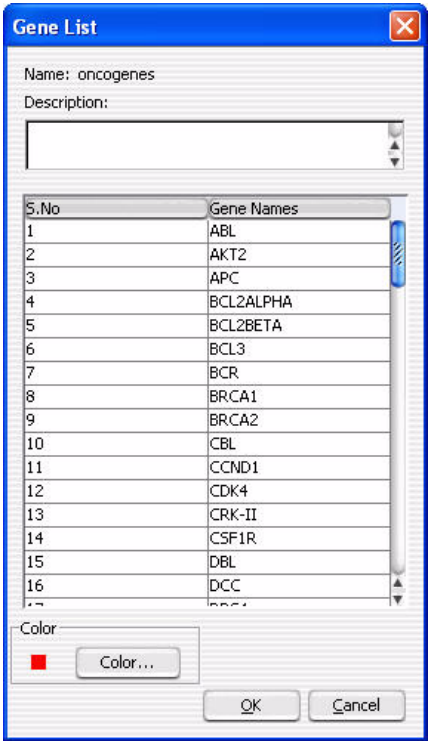 Gene List
Name: oncogenes
Description:
S.No Gene Names
1 ABL
2 AKT2
3 APC
4 BCL2ALPHA
5 BCL2BETA
6 BCL3
7 BCR
8 BRCA1
9 BRCA2
10 CBL
11 CCND1
12 CDK4
13 CRK-II
14 CSF1R
15 DBL
16 DCC
Color
Color...
OK Cancel